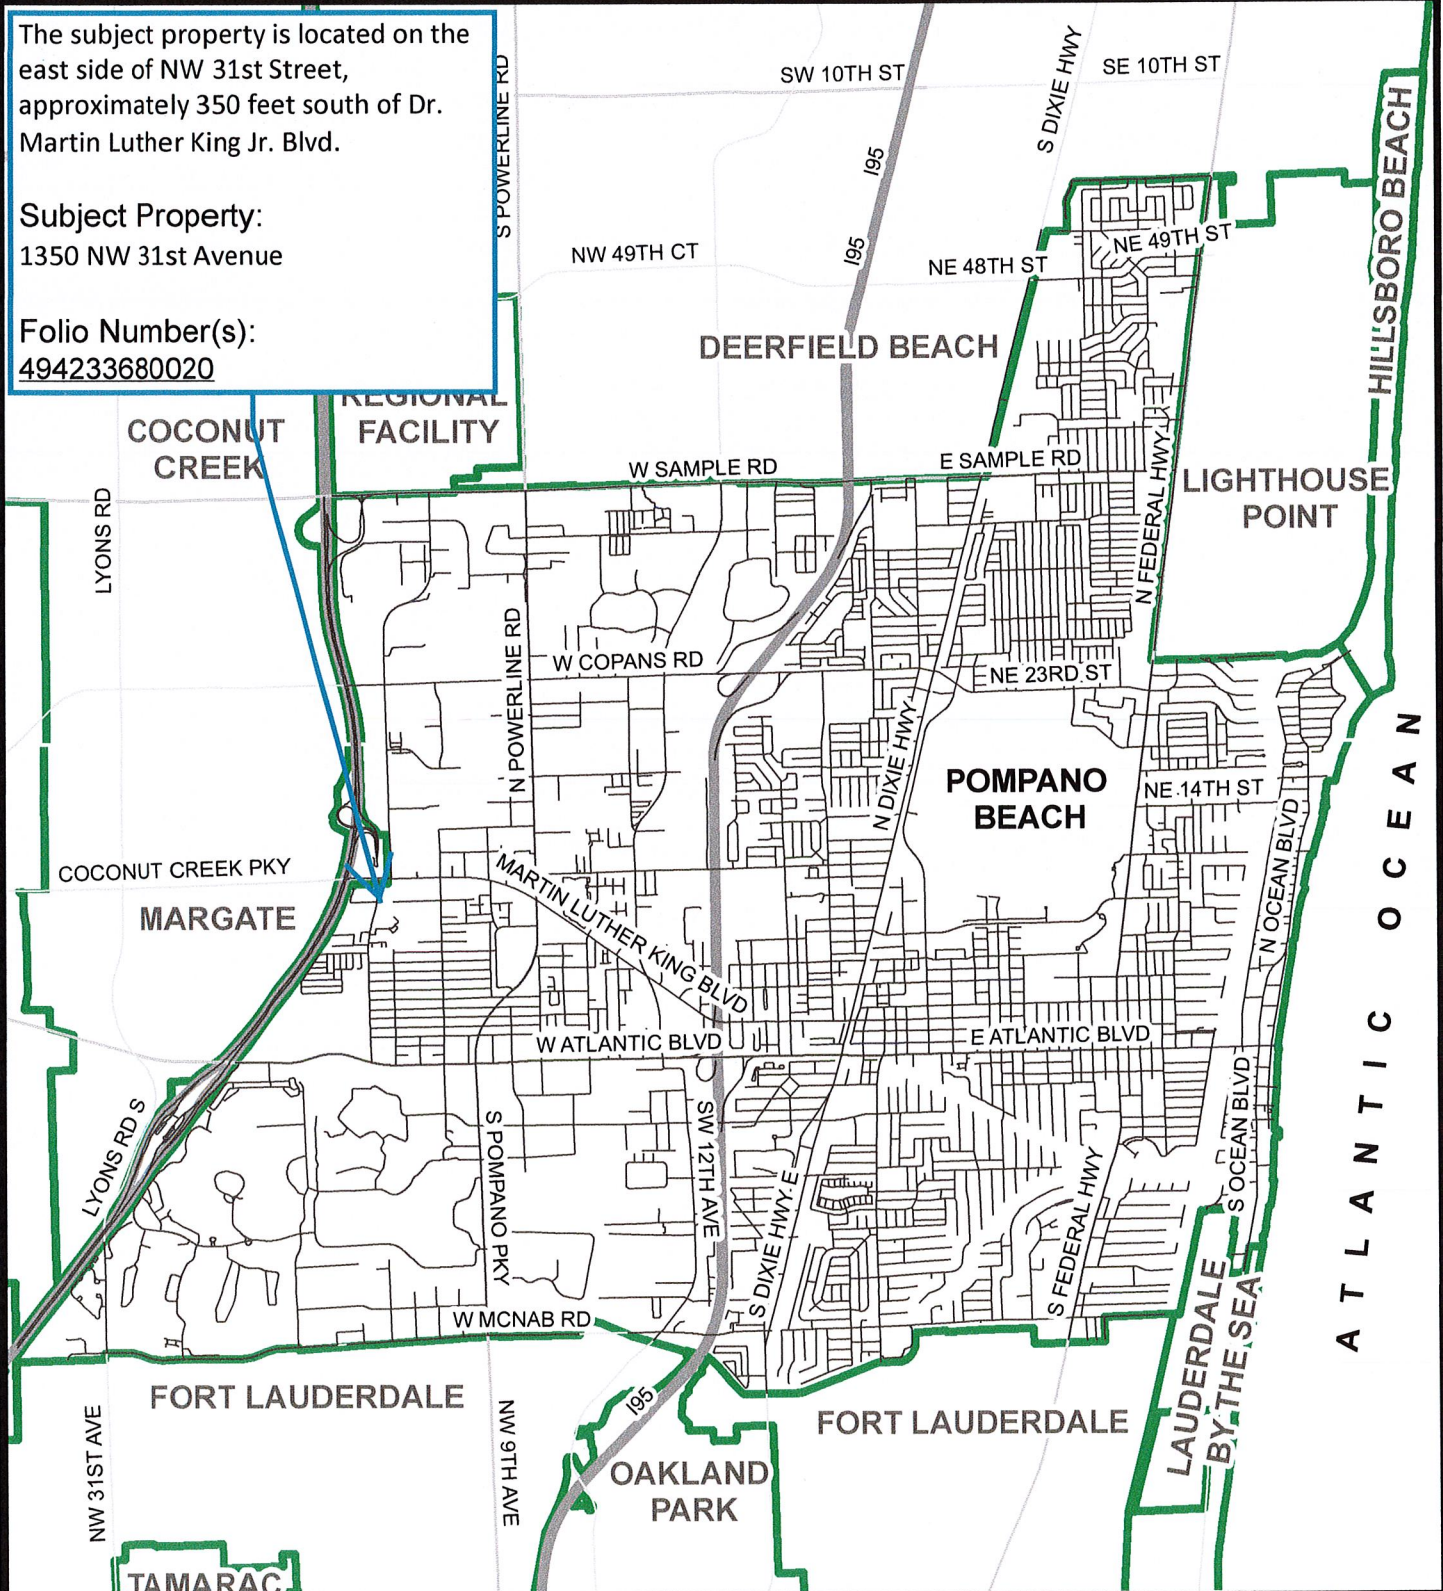 The subject property is located on the
east side of NW 31st Street,
approximately 350 feet south of Dr.
Martin Luther King Jr. Blvd.
Subject Property:
1350 NW 31st Avenue
Folio Number(s):
494233680020
S POWERLINE RD
SW 10TH ST
S DIXIE HWY
SE 10TH ST
HILLSBORO BEACH
I95
I95
NW 49TH CT
NE 48TH ST
NE 49TH ST
DEERFIELD BEACH
REGIONAL
FACILITY
COCONUT
CREEK
W SAMPLE RD
E SAMPLE RD
N FEDERAL HWY
LIGHTHOUSE
POINT
LYONS RD
N POWERLINE RD
W COPANS RD
NE 23RD ST
N DIXIE HWY
POMPANO
BEACH
NE 14TH ST
N OCEAN BLVD
ATLANTIC OCEAN
COCONUT CREEK PKY
MARGATE
MARTIN LUTHER KING BLVD
W ATLANTIC BLVD
E ATLANTIC BLVD
LYONS RD S
S POMPANO PKY
SW 12TH AVE
S DIXIE HWY E
S FEDERAL HWY
S OCEAN BLVD
W MCNAB RD
LAUDERDALE
BY THE SEA
FORT LAUDERDALE
I95
FORT LAUDERDALE
NW 31ST AVE
NW 9TH AVE
OAKLAND
PARK
TAMARAC